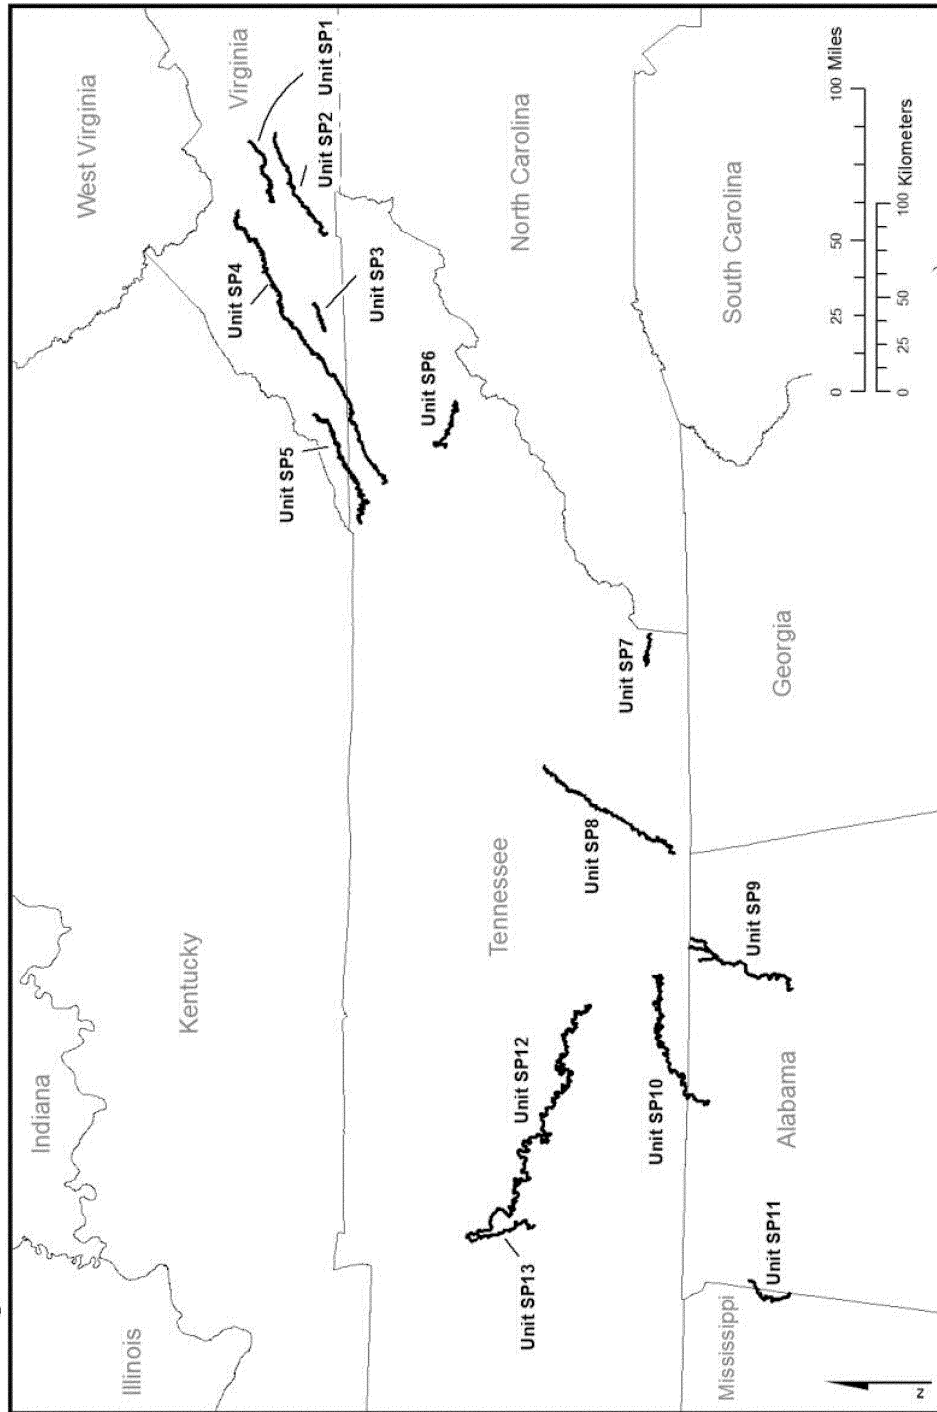 Illinois
Indiana
Kentucky
West Virginia
Virginia
Unit SP1
Unit SP2
Unit SP4
Unit SP3
Unit SP5
Unit SP6
North Carolina
Tennessee
Unit SP7
Unit SP8
Unit SP12
Unit SP13
Unit SP10
Unit SP9
Unit SP11
Mississippi
Alabama
Georgia
South Carolina
0 25 50 100 Miles
0 25 50 100 Kilometers
N